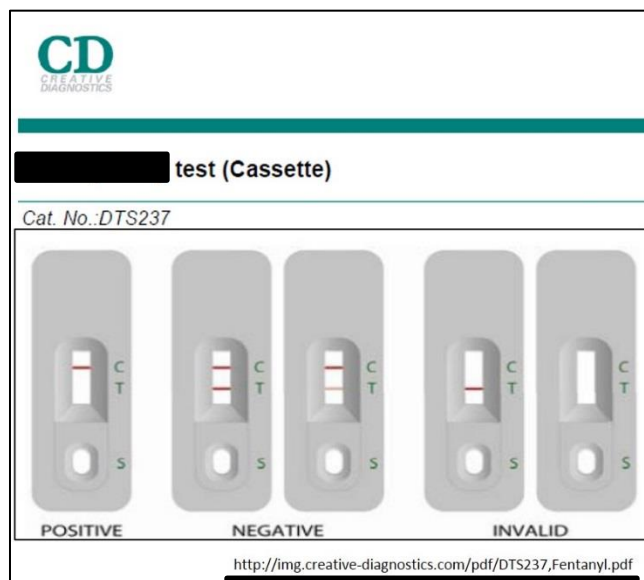 CD
CREATIVE
DIAGNOSTICS
test (Cassette)
Cat. No.:DTS237
C C C C C
T T T T T
S S S S S
POSITIVE NEGATIVE INVALID
http://img.creative-diagnostics.com/pdf/DTS237,Fentanyl.pdf